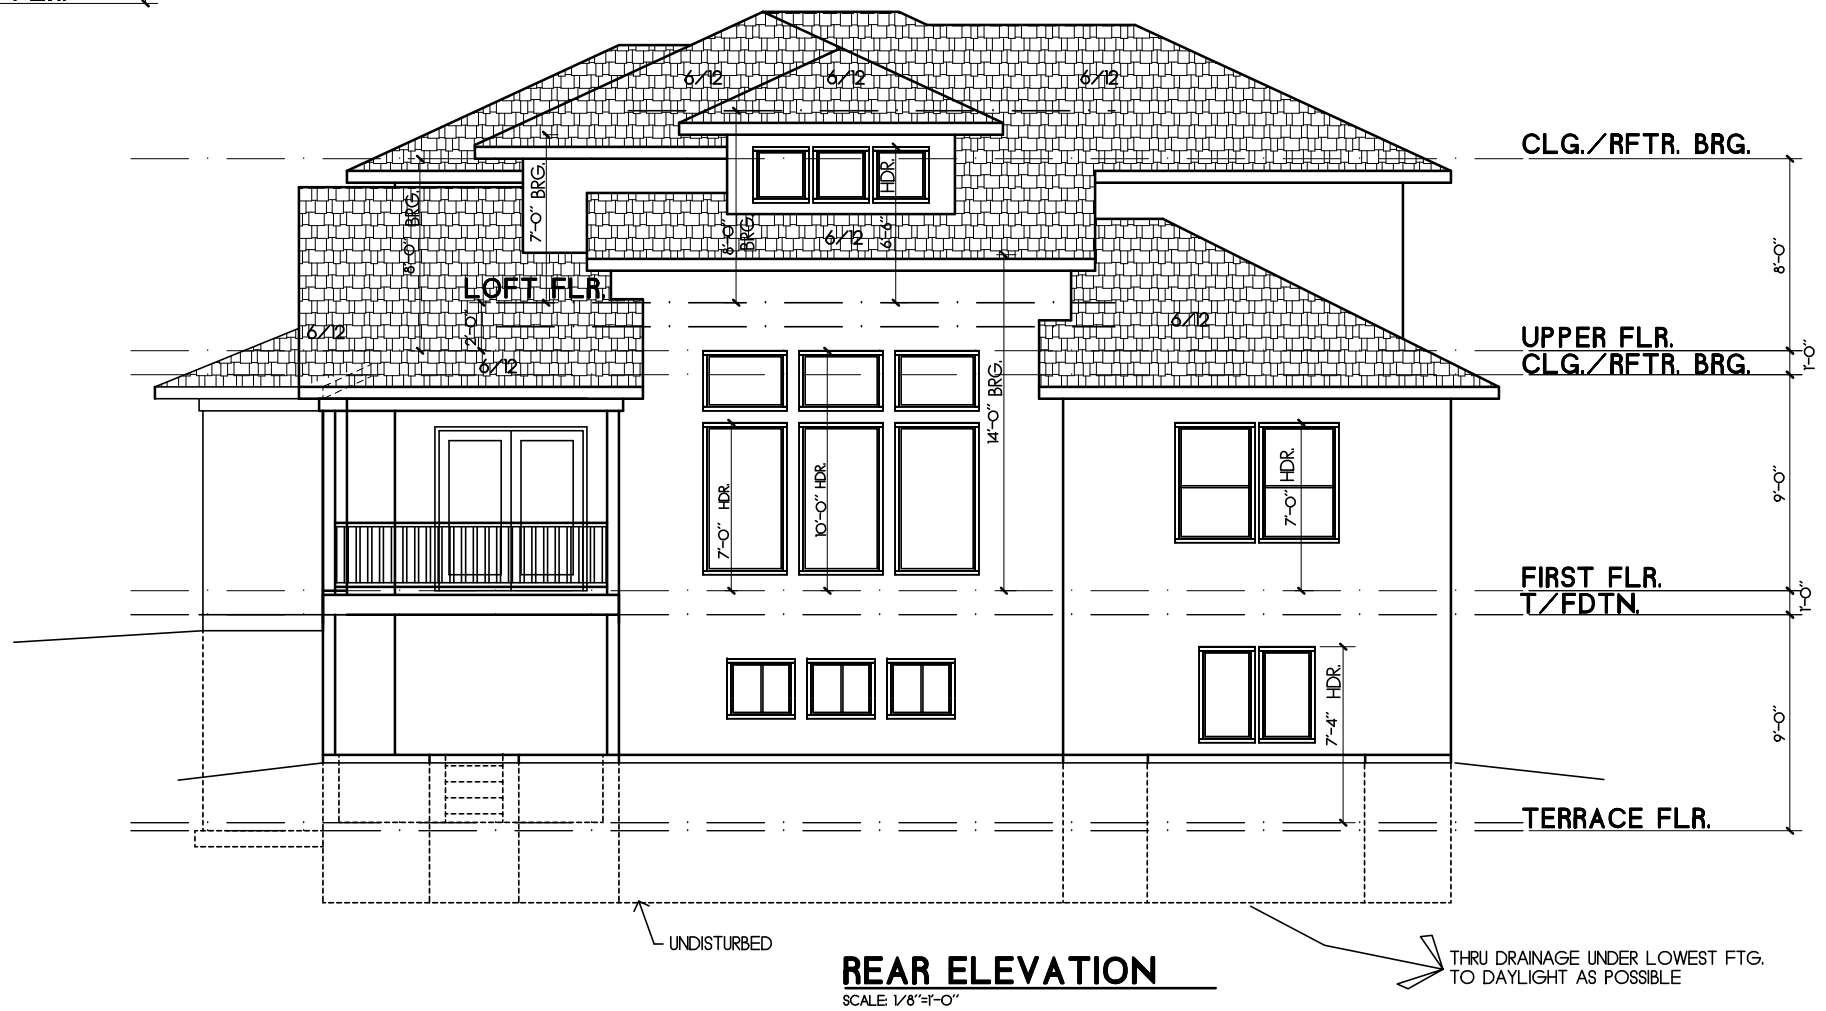 6/12
6/12
6/12
CLG./RFTR. BRG.
7'-0" BRG.
HDR.
6'-6"
8'-0" BRG.
8'-0"
BRG.
6/12
8'-0"
LOFT FLR.
2'-0"
6/12
6/12
6/12
UPPER FLR.
1'-0"
CLG./RFTR. BRG.
14'-0" BRG.
7'-0" HDR.
10'-0" HDR.
7'-0" HDR.
9'-0"
FIRST FLR.
1'-0"
T/FDTN.
7'-4" HDR.
9'-0"
TERRACE FLR.
UNDISTURBED
REAR ELEVATION
SCALE: 1/8"=1'-0"
THRU DRAINAGE UNDER LOWEST FTG.
TO DAYLIGHT AS POSSIBLE